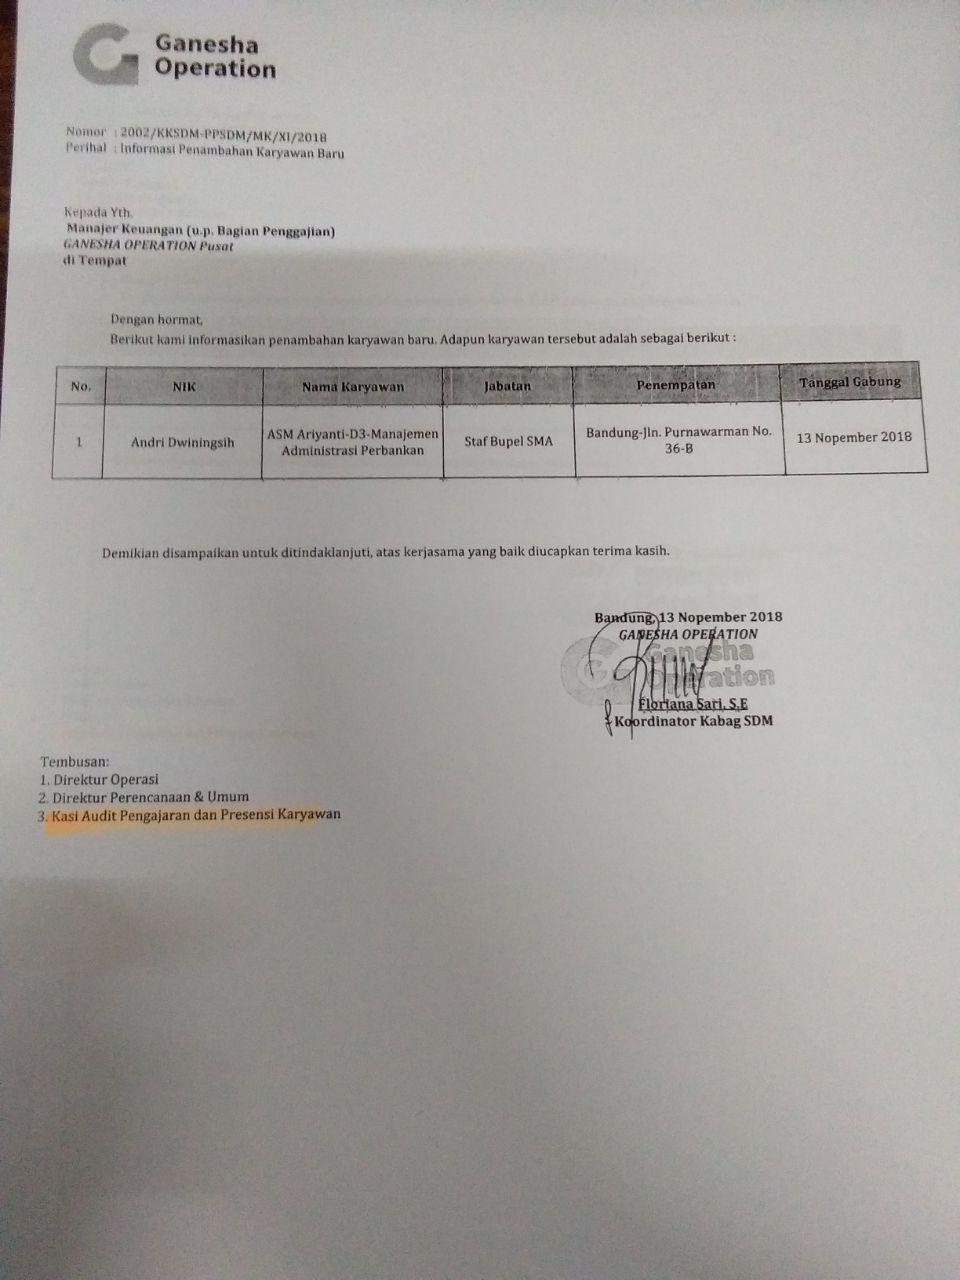 Ganesha
Operation
Nomor : 2002/KKSDM-PPSDM/MK/XI/2018
Perihal : Informasi Penambahan Karyawan Baru
Kepada Yth.
Manajer Keuangan (u.p. Bagian Penggajian)
GANESHA OPERATION Pusat
di Tempat
Dengan hormat,
Berikut kami informasikan penambahan karyawan baru. Adapun karyawan tersebut adalah sebagai berikut :
No. NIK Nama Karyawan Jabatan Penempatan Tanggal Gabung
1 Andri Dwiningsih ASM Ariyanti-D3-Manajemen Administrasi Perbankan Staf Bupel SMA Bandung-Jln. Purnawarman No. 36-B 13 Nopember 2018
Demikian disampaikan untuk ditindaklanjuti, atas kerjasama yang baik diucapkan terima kasih.
Bandung, 13 Nopember 2018
GANESHA OPERATION
Ganesha
Operation
Floriana Sari, S.E
Koordinator Kabag SDM
Tembusan:
1. Direktur Operasi
2. Direktur Perencanaan & Umum
3. Kasi Audit Pengajaran dan Presensi Karyawan